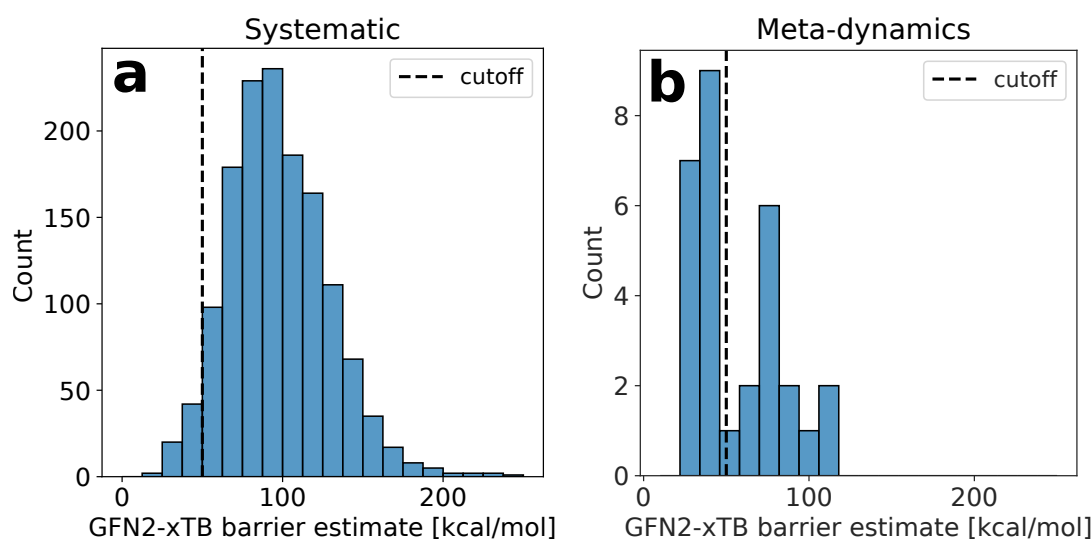 Systematic
a
cutoff
200
150
100
50
0
Count
0 100 200
GFN2-xTB barrier estimate [kcal/mol]
Meta-dynamics
b
cutoff
8
6
4
2
0
Count
0 100 200
GFN2-xTB barrier estimate [kcal/mol]